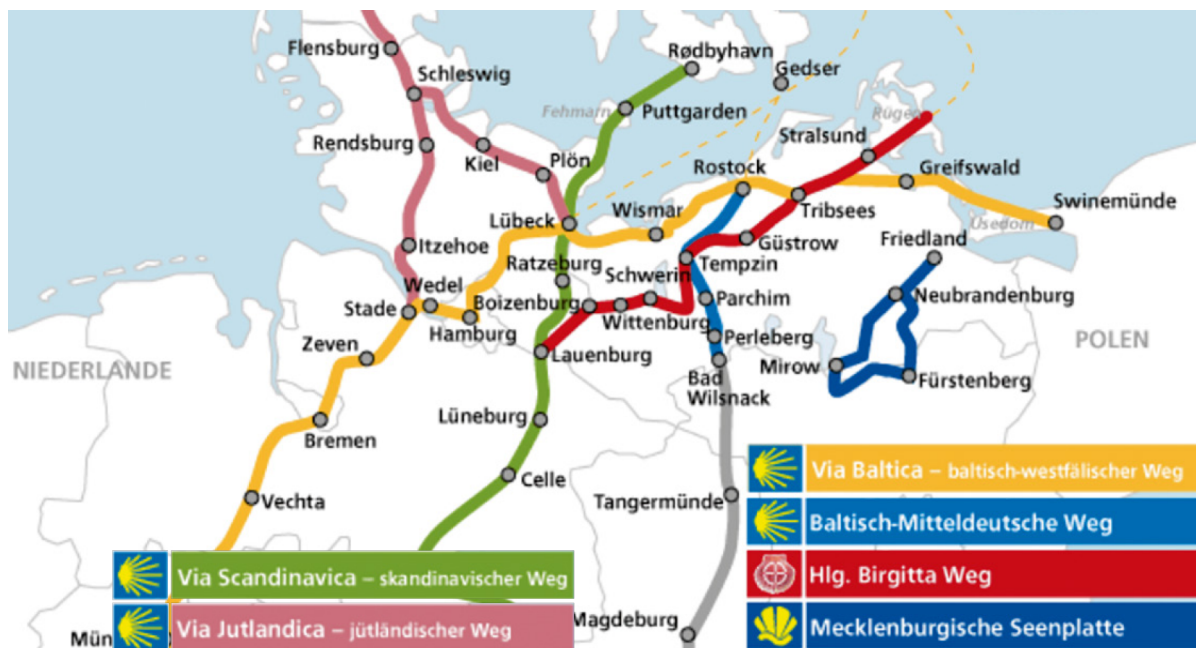 Flensburg
Rødbyhavn
Gedser
Schleswig
Fehmarn
Puttgarden
Rügen
Stralsund
Rendsburg
Kiel
Plön
Rostock
Greifswald
Lübeck
Wismar
Tribsees
Swinemünde
Usedom
Itzehoe
Güstrow
Friedland
Ratzeburg
Schwerin
Tempzin
Wedel
Boizenburg
Parchim
Neubrandenburg
Stade
Hamburg
Wittenburg
Zeven
Lauenburg
Perleberg
Mirow
POLEN
NIEDERLANDE
Bad
Wilsnack
Fürstenberg
Lüneburg
Bremen
Celle
Vechta
Tangermünde
Via Baltica – baltisch-westfälischer Weg
Baltisch-Mitteldeutsche Weg
Via Scandinavica – skandinavischer Weg
Hlg. Birgitta Weg
Via Jutlandica – jütländischer Weg
Magdeburg
Mecklenburgische Seenplatte
Mün